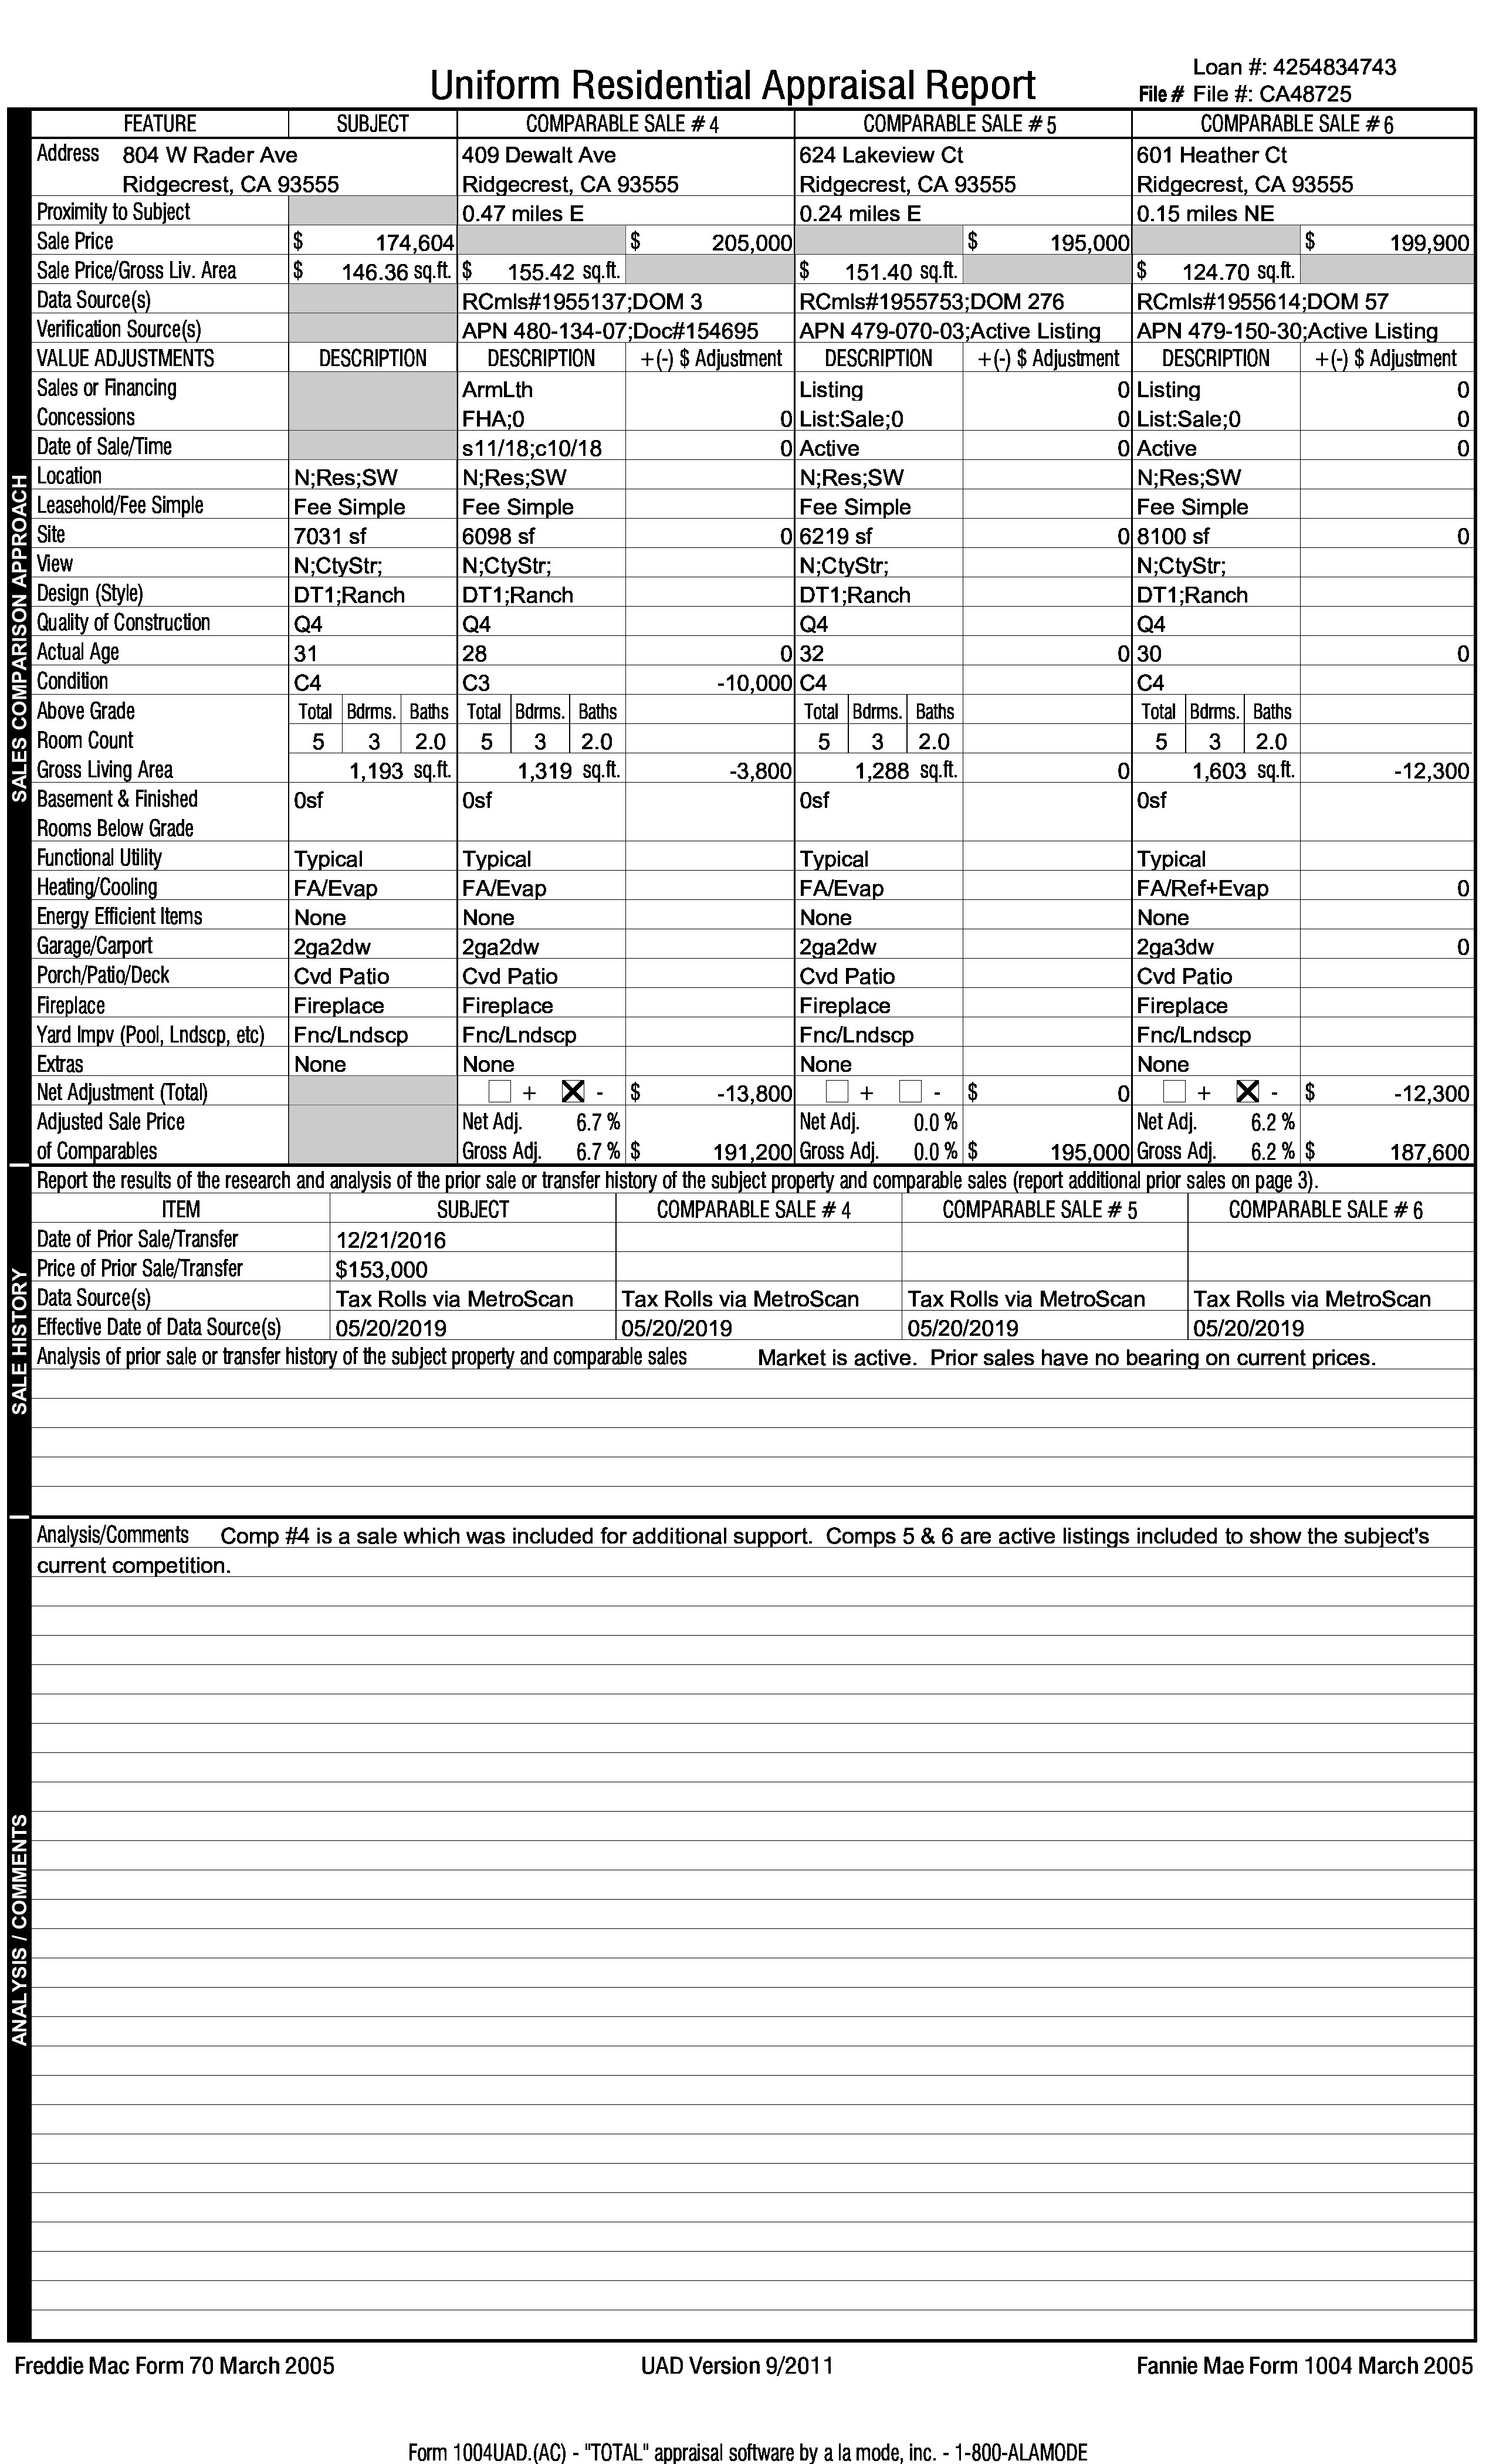 Uniform Residential Appraisal Report
Loan #: 4254834743
File # File #: CA48725
FEATURE SUBJECT COMPARABLE SALE # 4 COMPARABLE SALE # 5 COMPARABLE SALE # 6
Address 804 W Rader Ave 409 Dewalt Ave 624 Lakeview Ct 601 Heather Ct
Ridgecrest, CA 93555 Ridgecrest, CA 93555 Ridgecrest, CA 93555 Ridgecrest, CA 93555
Proximity to Subject 0.47 miles E 0.24 miles E 0.15 miles NE
Sale Price $ 174,604 $ 205,000 $ 195,000 $ 199,900
Sale Price/Gross Liv. Area $ 146.36 sq.ft. $ 155.42 sq.ft. $ 151.40 sq.ft. $ 124.70 sq.ft.
Data Source(s) RCmls#1955137;DOM 3 RCmls#1955753;DOM 276 RCmls#1955614;DOM 57
Verification Source(s) APN 480-134-07;Doc#154695 APN 479-070-03;Active Listing APN 479-150-30;Active Listing
VALUE ADJUSTMENTS DESCRIPTION DESCRIPTION +(-) $ Adjustment DESCRIPTION +(-) $ Adjustment DESCRIPTION +(-) $ Adjustment
Sales or Financing ArmLth Listing 0 Listing 0
Concessions FHA;0 0 List:Sale;0 0 List:Sale;0 0
Date of Sale/Time s11/18;c10/18 0 Active 0 Active 0
Location N;Res;SW N;Res;SW N;Res;SW N;Res;SW
Leasehold/Fee Simple Fee Simple Fee Simple Fee Simple Fee Simple
Site 7031 sf 6098 sf 0 6219 sf 0 8100 sf 0
View N;CtyStr; N;CtyStr; N;CtyStr; N;CtyStr;
Design (Style) DT1;Ranch DT1;Ranch DT1;Ranch DT1;Ranch
Quality of Construction Q4 Q4 Q4 Q4
Actual Age 31 28 0 32 0 30 0
Condition C4 C3 -10,000 C4 C4
Above Grade Total Bdrms. Baths Total Bdrms. Baths Total Bdrms. Baths Total Bdrms. Baths
Room Count 5 3 2.0 5 3 2.0 5 3 2.0 5 3 2.0
Gross Living Area 1,193 sq.ft. 1,319 sq.ft. -3,800 1,288 sq.ft. 0 1,603 sq.ft. -12,300
Basement & Finished 0sf 0sf 0sf 0sf
Rooms Below Grade
Functional Utility Typical Typical Typical Typical
Heating/Cooling FA/Evap FA/Evap FA/Evap FA/Ref+Evap 0
Energy Efficient Items None None None None
Garage/Carport 2ga2dw 2ga2dw 2ga2dw 2ga3dw 0
Porch/Patio/Deck Cvd Patio Cvd Patio Cvd Patio Cvd Patio
Fireplace Fireplace Fireplace Fireplace Fireplace
Yard Impv (Pool, Lndscp, etc) Fnc/Lndscp Fnc/Lndscp Fnc/Lndscp Fnc/Lndscp
Extras None None None None
Net Adjustment (Total) + X - $ -13,800 + - $ 0 + X - $ -12,300
Adjusted Sale Price Net Adj. 6.7 % Net Adj. 0.0 % Net Adj. 6.2 %
of Comparables Gross Adj. 6.7 % $ 191,200 Gross Adj. 0.0 % $ 195,000 Gross Adj. 6.2 % $ 187,600
SALES COMPARISON APPROACH
Report the results of the research and analysis of the prior sale or transfer history of the subject property and comparable sales (report additional prior sales on page 3).
ITEM SUBJECT COMPARABLE SALE # 4 COMPARABLE SALE # 5 COMPARABLE SALE # 6
Date of Prior Sale/Transfer 12/21/2016
Price of Prior Sale/Transfer $153,000
Data Source(s) Tax Rolls via MetroScan Tax Rolls via MetroScan Tax Rolls via MetroScan Tax Rolls via MetroScan
Effective Date of Data Source(s) 05/20/2019 05/20/2019 05/20/2019 05/20/2019
Analysis of prior sale or transfer history of the subject property and comparable sales Market is active. Prior sales have no bearing on current prices.
SALE HISTORY
Analysis/Comments Comp #4 is a sale which was included for additional support. Comps 5 & 6 are active listings included to show the subject's
current competition.
ANALYSIS / COMMENTS
Freddie Mac Form 70 March 2005 UAD Version 9/2011 Fannie Mae Form 1004 March 2005
Form 1004UAD.(AC) - "TOTAL" appraisal software by a la mode, inc. - 1-800-ALAMODE